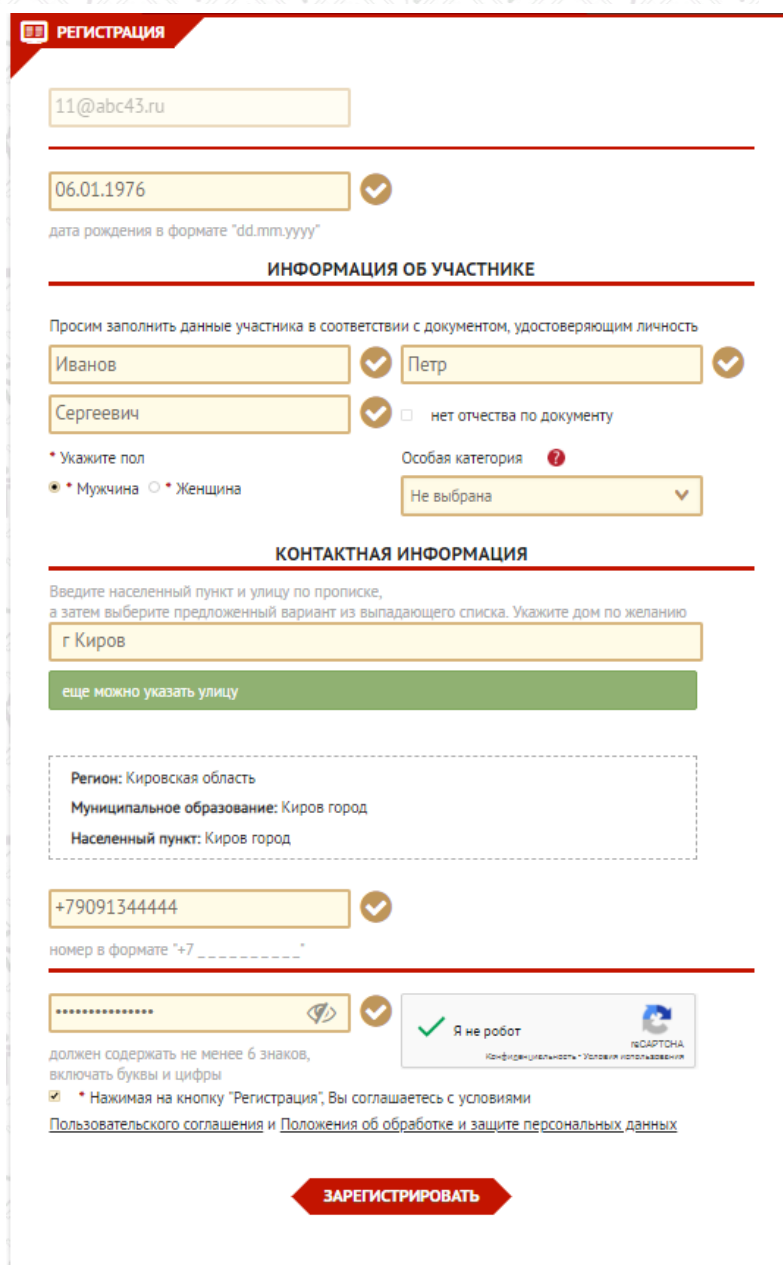 РЕГИСТРАЦИЯ
11@abc43.ru
06.01.1976
дата рождения в формате "dd.mm.yyyy"
ИНФОРМАЦИЯ ОБ УЧАСТНИКЕ
Просим заполнить данные участника в соответствии с документом, удостоверяющим личность
Иванов Петр
Сергеевич нет отчества по документу
* Укажите пол Особая категория ?
* Мужчина * Женщина Не выбрана
КОНТАКТНАЯ ИНФОРМАЦИЯ
Введите населенный пункт и улицу по прописке,
а затем выберите предложенный вариант из выпадающего списка. Укажите дом по желанию
г Киров
еще можно указать улицу
Регион: Кировская область
Муниципальное образование: Киров город
Населенный пункт: Киров город
+79091344444
номер в формате "+7 _ _ _ _ _ _ _ _ _ _"
••••••••••••••• Я не робот
reCAPTCHA
Конфиденциальность - Условия использования
должен содержать не менее 6 знаков,
включать буквы и цифры
* Нажимая на кнопку "Регистрация", Вы соглашаетесь с условиями
Пользовательского соглашения и Положения об обработке и защите персональных данных
ЗАРЕГИСТРИРОВАТЬ